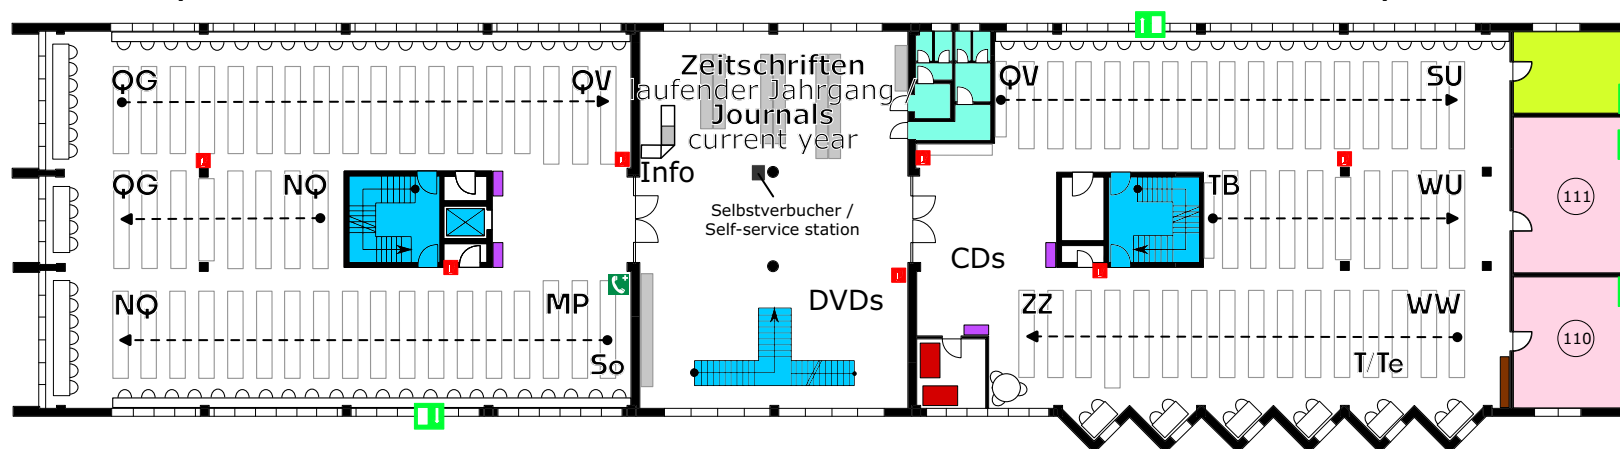 QG QV
Zeitschriften
laufender Jahrgang /
Journals
current year
QV SU
Info
QG NQ
Selbstverbucher /
Self-service station
TB WU
111
CDs
NQ MP
DVDs
ZZ WW
110
So
T/Te